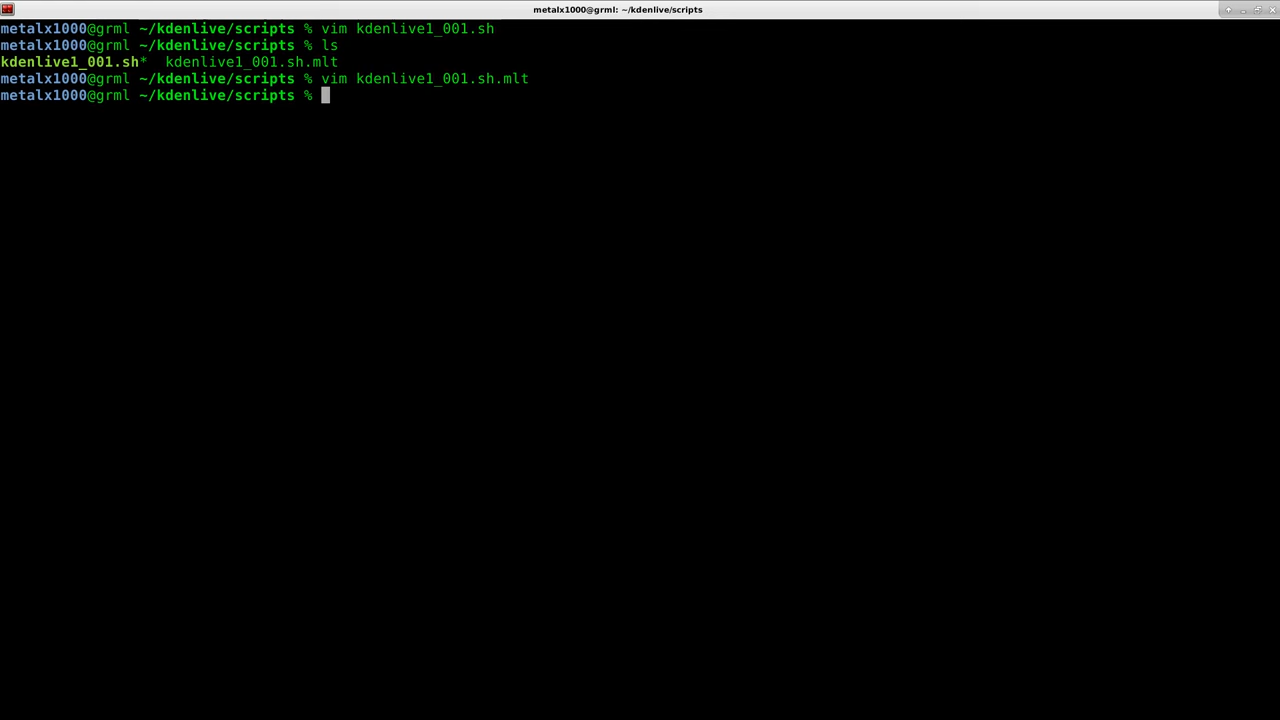 metalx1000@grml: ~/kdenlive/scripts
metalx1000@grml ~/kdenlive/scripts % vim kdenlive1_001.sh
metalx1000@grml ~/kdenlive/scripts % ls
kdenlive1_001.sh*  kdenlive1_001.sh.mlt
metalx1000@grml ~/kdenlive/scripts % vim kdenlive1_001.sh.mlt
metalx1000@grml ~/kdenlive/scripts %